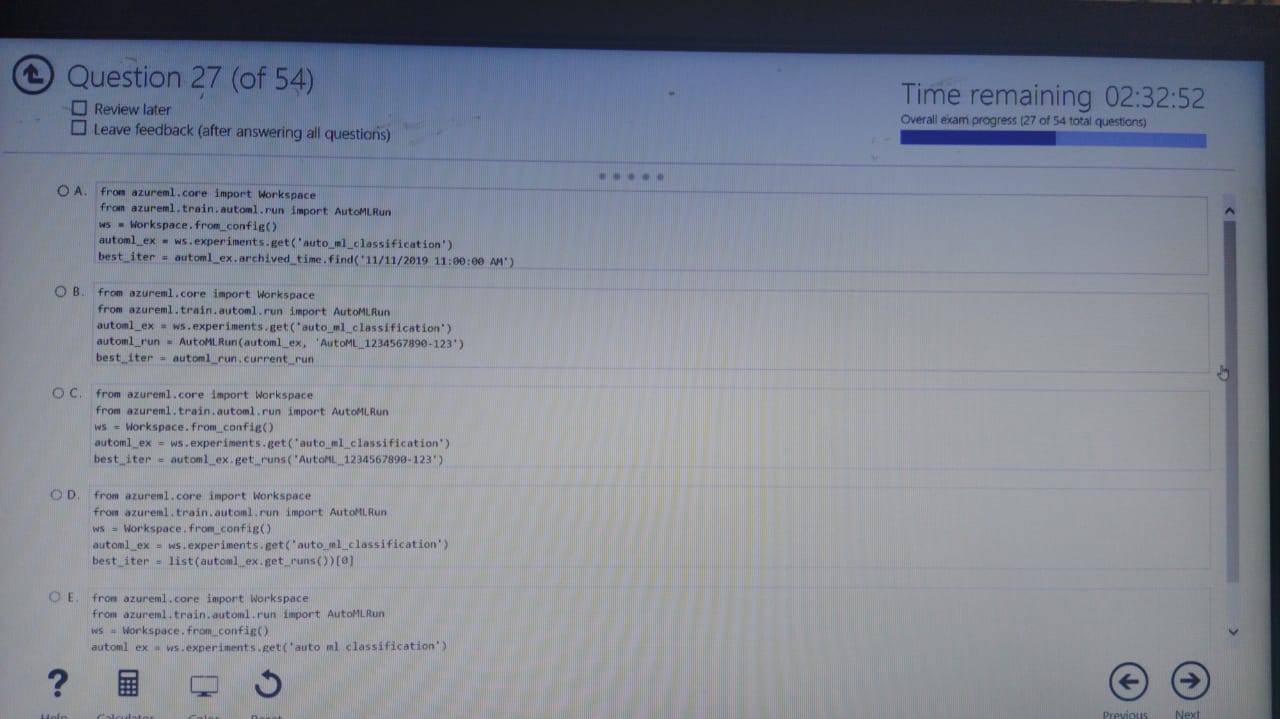 Question 27 (of 54)
Review later
Leave feedback (after answering all questions)
Time remaining 02:32:52
Overall exam progress (27 of 54 total questions)
A.
from azureml.core import Workspace
from azureml.train.automl.run import AutoMLRun
ws = Workspace.from_config()
automl_ex = ws.experiments.get('auto_ml_classification')
best_iter = automl_ex.archived_time.find('11/11/2019 11:00:00 AM')
B.
from azureml.core import Workspace
from azureml.train.automl.run import AutoMLRun
automl_ex = ws.experiments.get('auto_ml_classification')
automl_run = AutoMLRun(automl_ex, 'AutoML_1234567890-123')
best_iter = automl_run.current_run
C.
from azureml.core import Workspace
from azureml.train.automl.run import AutoMLRun
ws = Workspace.from_config()
automl_ex = ws.experiments.get('auto_ml_classification')
best_iter = automl_ex.get_runs('AutoML_1234567890-123')
D.
from azureml.core import Workspace
from azureml.train.automl.run import AutoMLRun
ws = Workspace.from_config()
automl_ex = ws.experiments.get('auto_ml_classification')
best_iter = list(automl_ex.get_runs())[0]
E.
from azureml.core import Workspace
from azureml.train.automl.run import AutoMLRun
ws = Workspace.from_config()
automl ex = ws.experiments.get('auto ml classification')
Help
Calculator
Color
Reset
Previous
Next